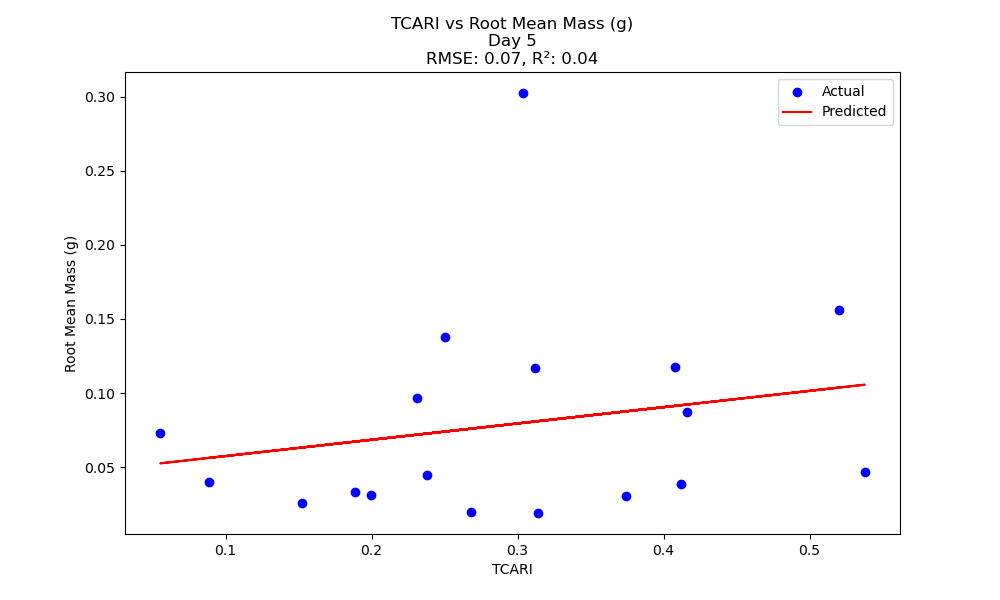 TCARI vs Root Mean Mass (g)
Day 5
RMSE: 0.07, R²: 0.04
Actual
Predicted
0.30
0.25
0.20
0.15
0.10
0.05
Root Mean Mass (g)
0.1
0.2
0.3
0.4
0.5
TCARI